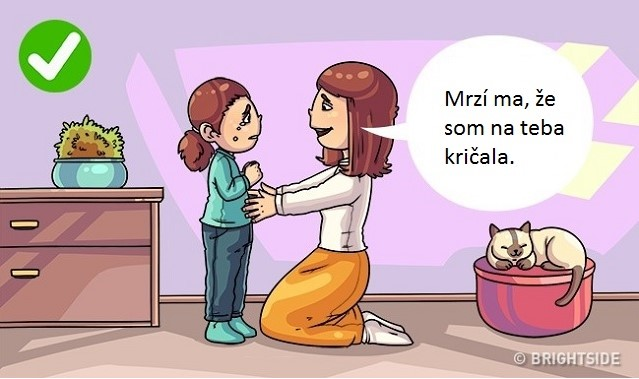 Mrzí ma, že
som na teba
kričala.
© BRIGHTSIDE